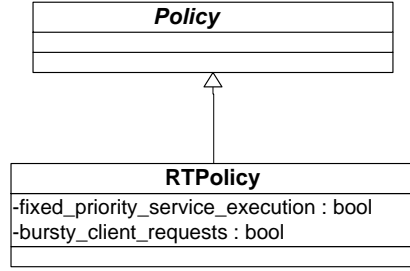 Policy
RTPolicy
-fixed_priority_service_execution : bool
-bursty_client_requests : bool